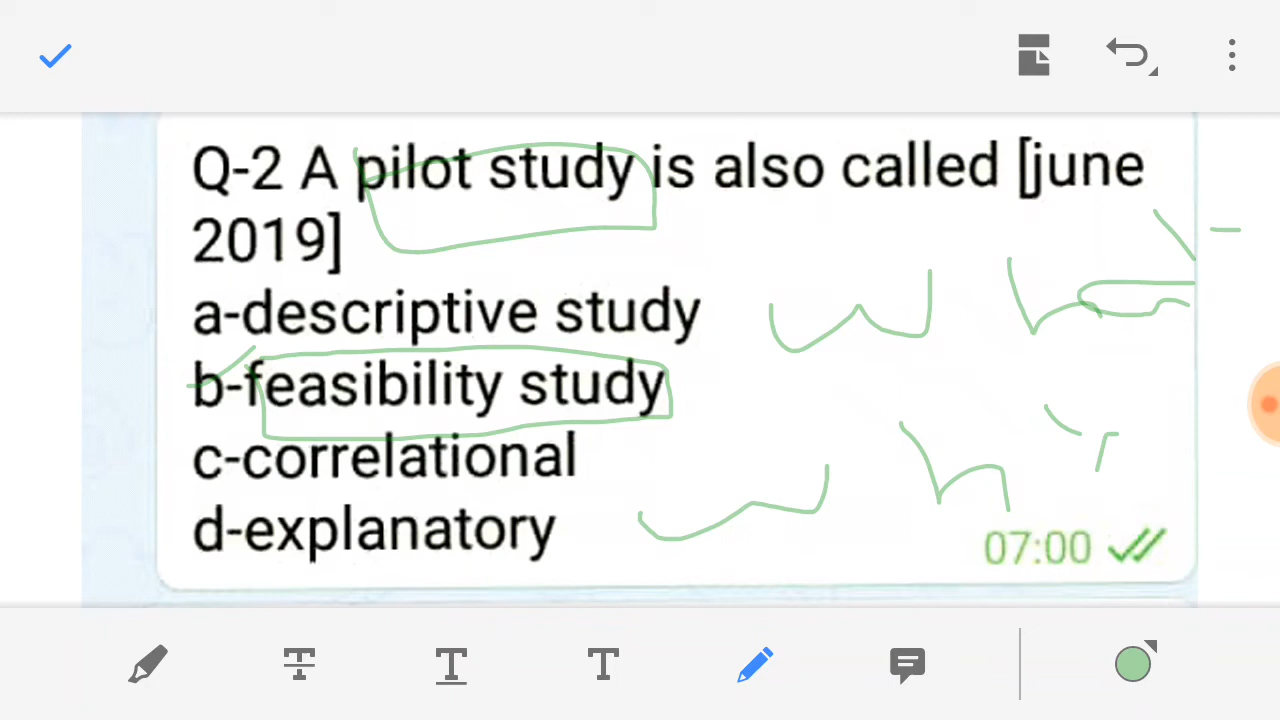 Q-2 A pilot study is also called [june
2019]
a-descriptive study
b-feasibility study
c-correlational
d-explanatory
07:00